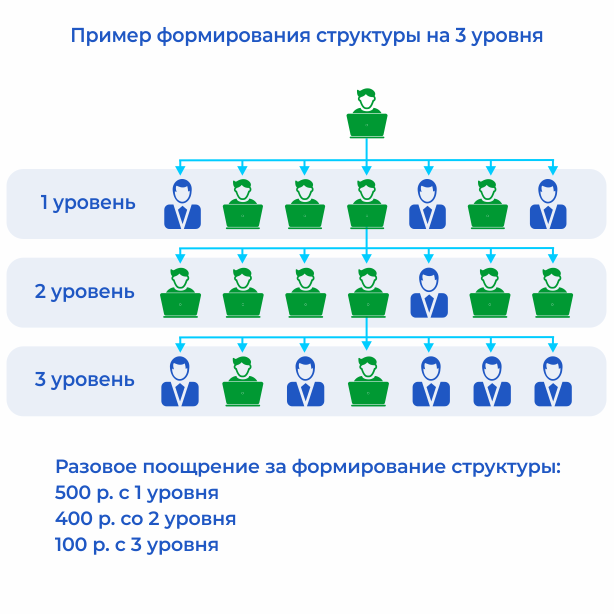 Пример формирования структуры на 3 уровня
1 уровень
2 уровень
3 уровень
Разовое поощрение за формирование структуры:
500 р. с 1 уровня
400 р. со 2 уровня
100 р. с 3 уровня